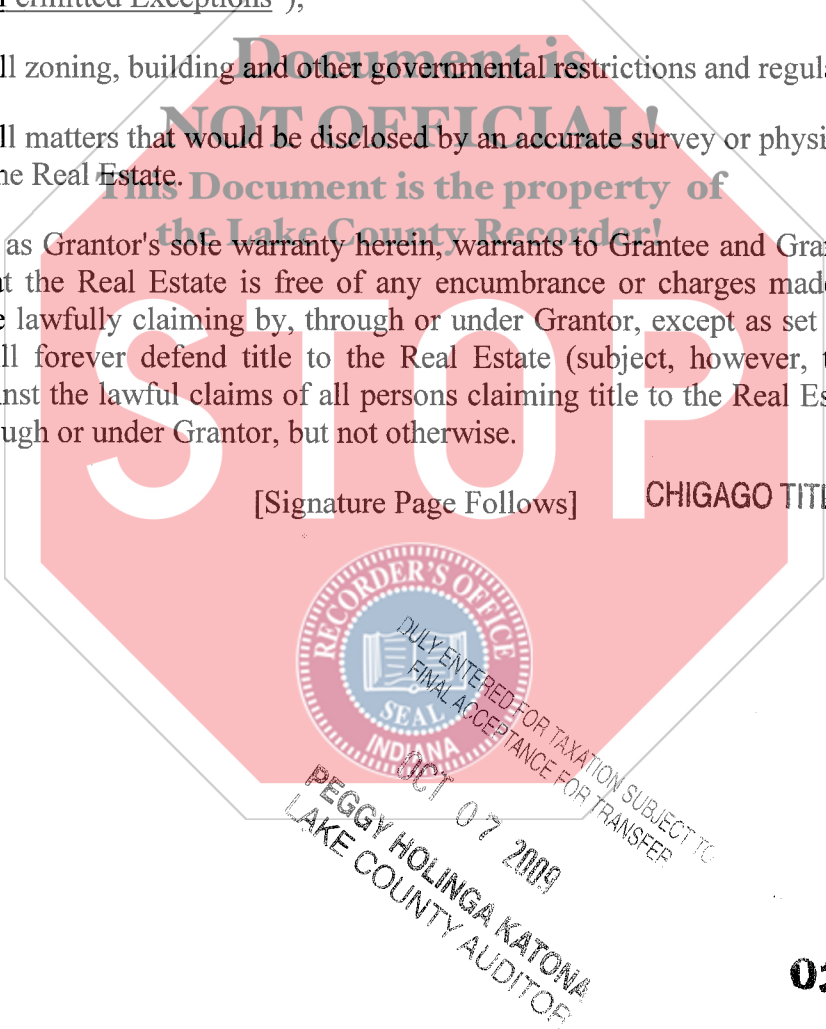 Permitted Exceptions"),
Document is
ll zoning, building and other governmental restrictions and regula
NOT OFFICIAL!
ll matters that would be disclosed by an accurate survey or physi
he Real Estate.
This Document is the property of
the Lake County Recorder!
as Grantor's sole warranty herein, warrants to Grantee and Gra
at the Real Estate is free of any encumbrance or charges made
e lawfully claiming by, through or under Grantor, except as set
ll forever defend title to the Real Estate (subject, however, t
inst the lawful claims of all persons claiming title to the Real Es
ough or under Grantor, but not otherwise.
STOP
[Signature Page Follows]
CHIGAGO TITL
RECORDER'S OFFICE
SEAL
INDIANA
DULY ENTERED FOR TAXATION SUBJECT TO
FINAL ACCEPTANCE FOR TRANSFER
OCT 07 2009
PEGGY HOLINGA KATONA
LAKE COUNTY AUDITOR